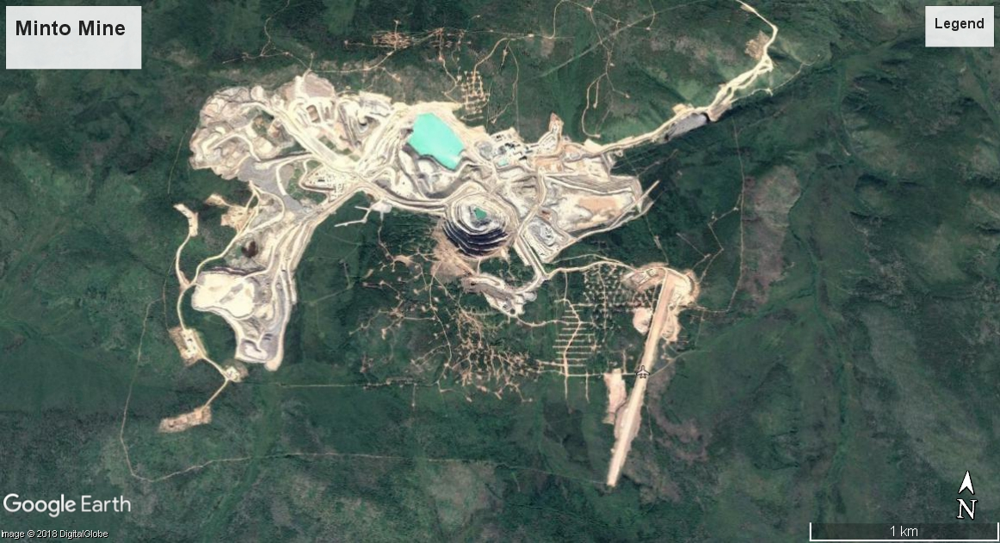 Minto Mine
Legend
Google Earth
Image © 2018 DigitalGlobe
N
1 km